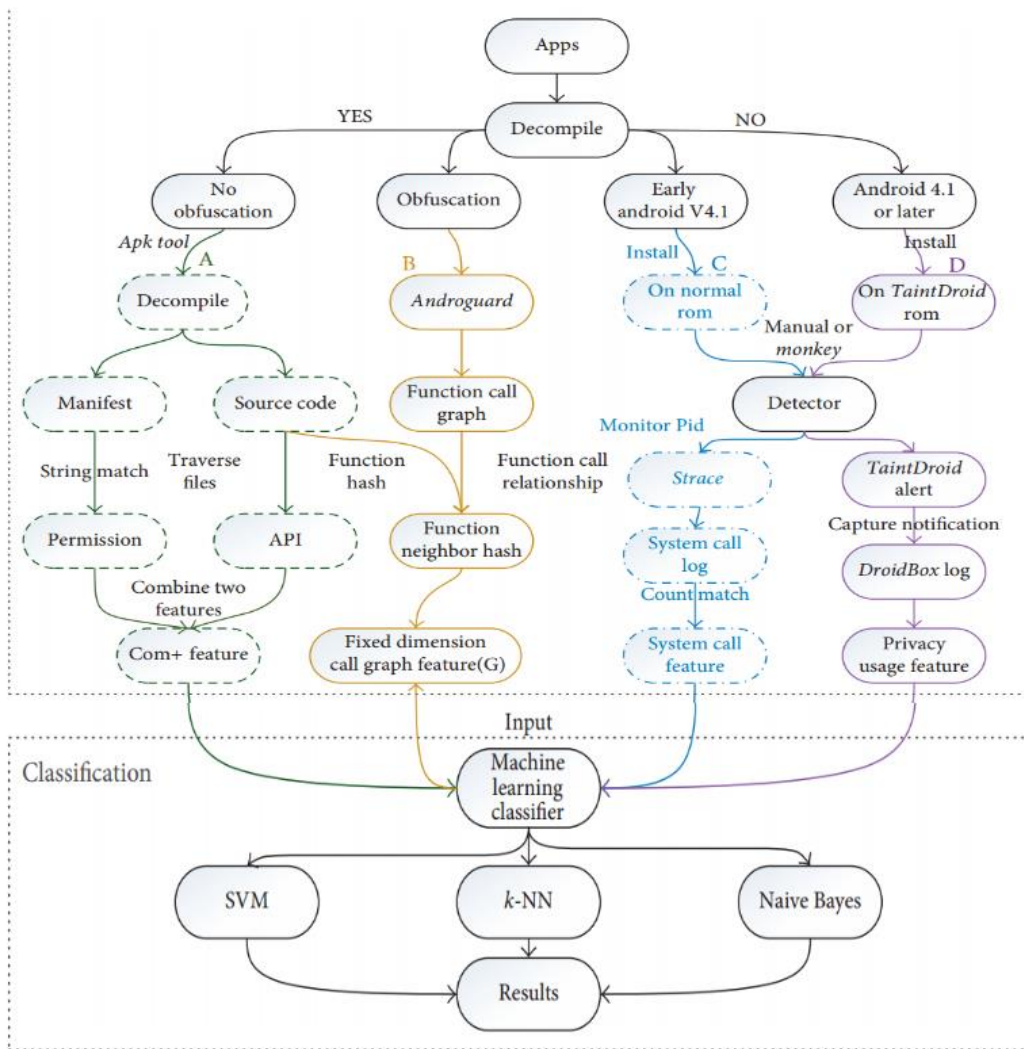 Apps
YES
Decompile
NO
No
obfuscation
Obfuscation
Early
android V4.1
Android 4.1
or later
Apk tool
A
B
Install
C
Install
D
Decompile
Androguard
On normal
rom
On TaintDroid
rom
Manual or
monkey
Manifest
Source code
Function call
graph
Detector
Monitor Pid
String match
Traverse
files
Function
hash
Function call
relationship
Strace
TaintDroid
alert
Capture notification
Permission
API
Function
neighbor hash
System call
log
DroidBox log
Combine two
features
Count match
Com+ feature
Fixed dimension
call graph feature(G)
System call
feature
Privacy
usage feature
Input
Classification
Machine
learning
classifier
SVM
k-NN
Naive Bayes
Results